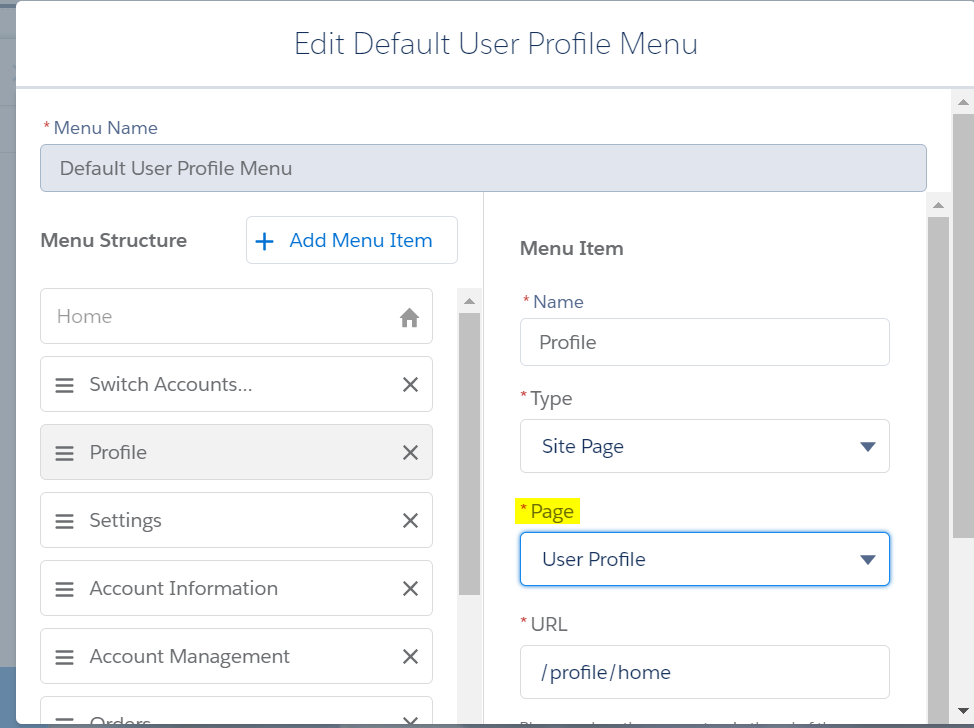 Edit Default User Profile Menu
* Menu Name
Default User Profile Menu
Menu Structure
+ Add Menu Item
Home
Switch Accounts...
Profile
Settings
Account Information
Account Management
Orders
Menu Item
* Name
Profile
* Type
Site Page
* Page
User Profile
* URL
/profile/home